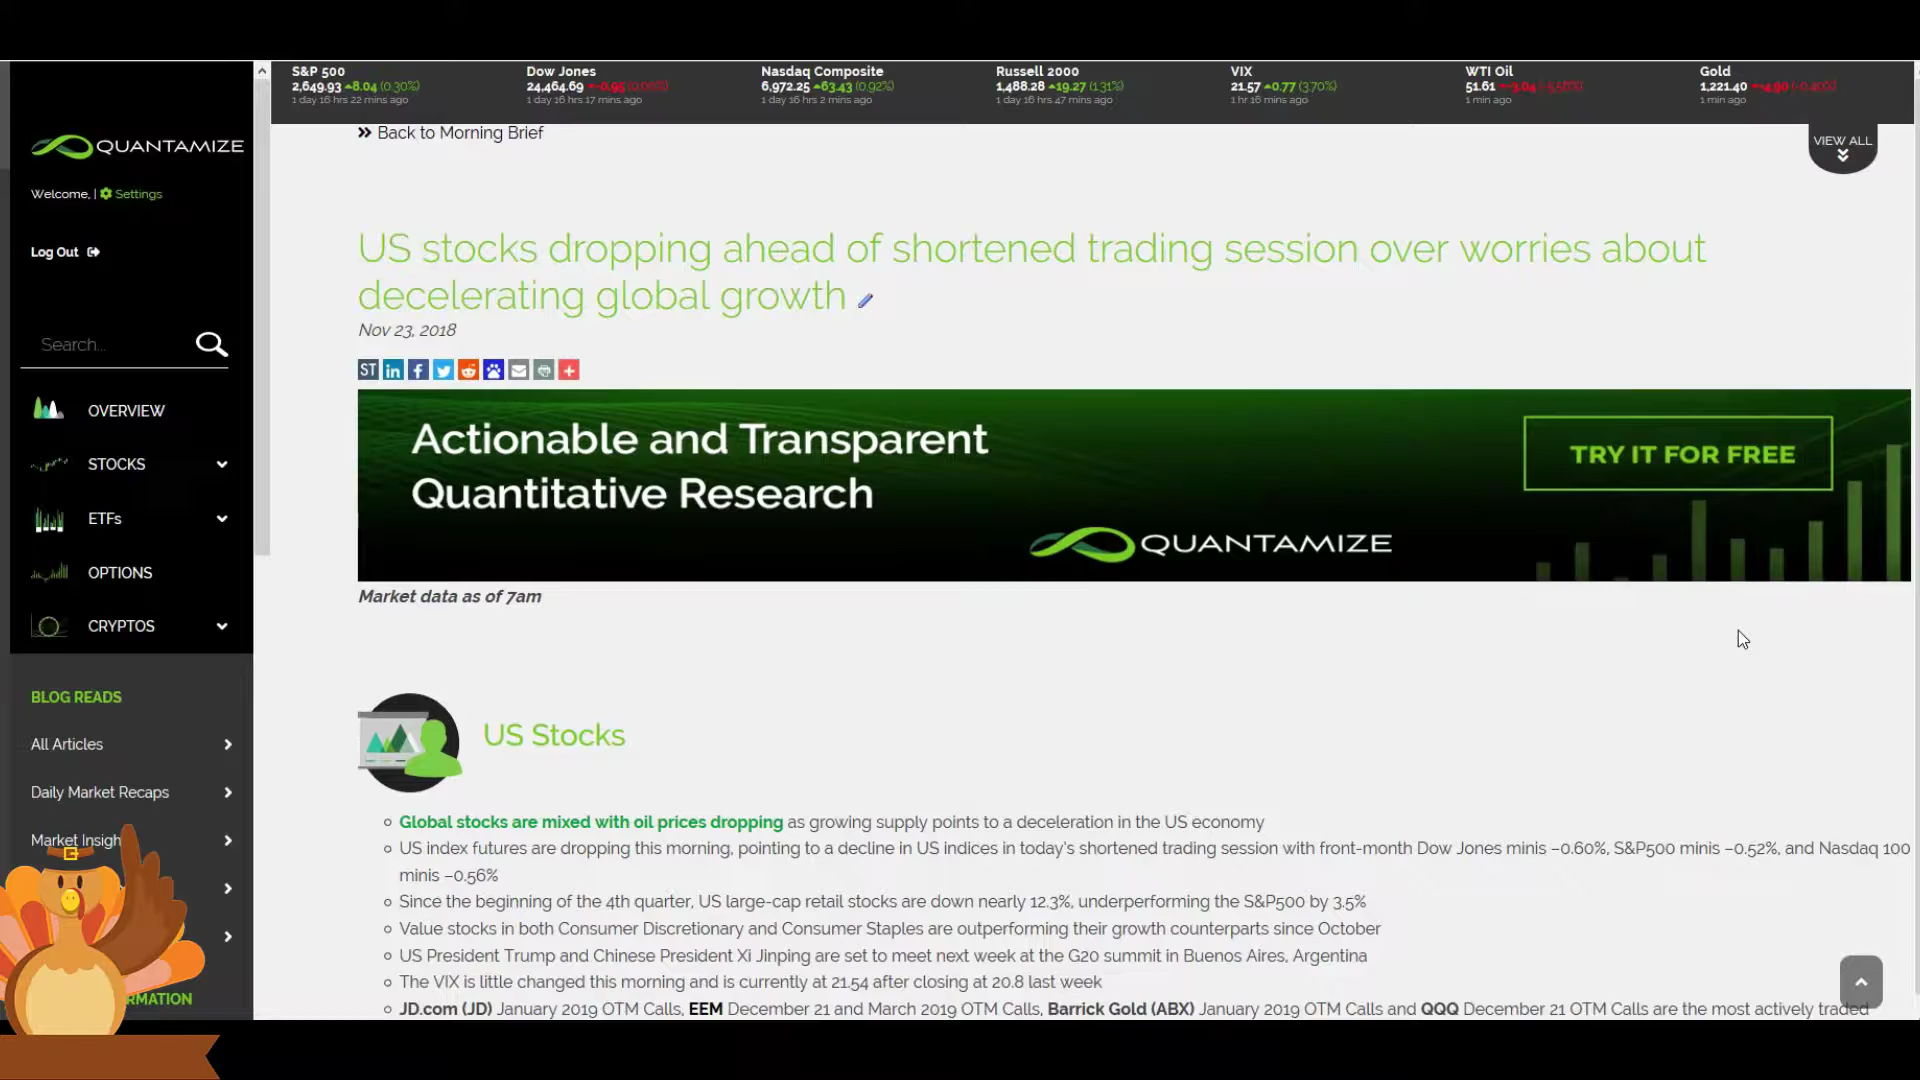 S&P 500
2,649.93 8.04 (0.30%)
1 day 16 hrs 22 mins ago
Dow Jones
24,464.69 -0.95 (0.00%)
1 day 16 hrs 17 mins ago
Nasdaq Composite
6,972.25 63.43 (0.92%)
1 day 16 hrs 2 mins ago
Russell 2000
1,488.28 19.27 (1.31%)
1 day 16 hrs 47 mins ago
VIX
21.57 0.77 (3.70%)
1 hr 16 mins ago
WTI Oil
51.61 -3.04
1 min ago
Gold
1,221.40 -4.90 (-0.40%)
1 min ago
VIEW ALL
QUANTAMIZE
Welcome, | Settings
Log Out
Search...
OVERVIEW
STOCKS
ETFs
OPTIONS
CRYPTOS
BLOG READS
All Articles
Daily Market Recaps
Market Insigh
RMATION
Back to Morning Brief
US stocks dropping ahead of shortened trading session over worries about
decelerating global growth
Nov 23, 2018
ST in f
Actionable and Transparent
Quantitative Research
QUANTAMIZE
TRY IT FOR FREE
Market data as of 7am
US Stocks
Global stocks are mixed with oil prices dropping as growing supply points to a deceleration in the US economy
US index futures are dropping this morning, pointing to a decline in US indices in today's shortened trading session with front-month Dow Jones minis –0.60%, S&P500 minis –0.52%, and Nasdaq 100
minis –0.56%
Since the beginning of the 4th quarter, US large-cap retail stocks are down nearly 12.3%, underperforming the S&P500 by 3.5%
Value stocks in both Consumer Discretionary and Consumer Staples are outperforming their growth counterparts since October
US President Trump and Chinese President Xi Jinping are set to meet next week at the G20 summit in Buenos Aires, Argentina
The VIX is little changed this morning and is currently at 21.54 after closing at 20.8 last week
JD.com (JD) January 2019 OTM Calls, EEM December 21 and March 2019 OTM Calls, Barrick Gold (ABX) January 2019 OTM Calls and QQQ December 21 OTM Calls are the most actively traded